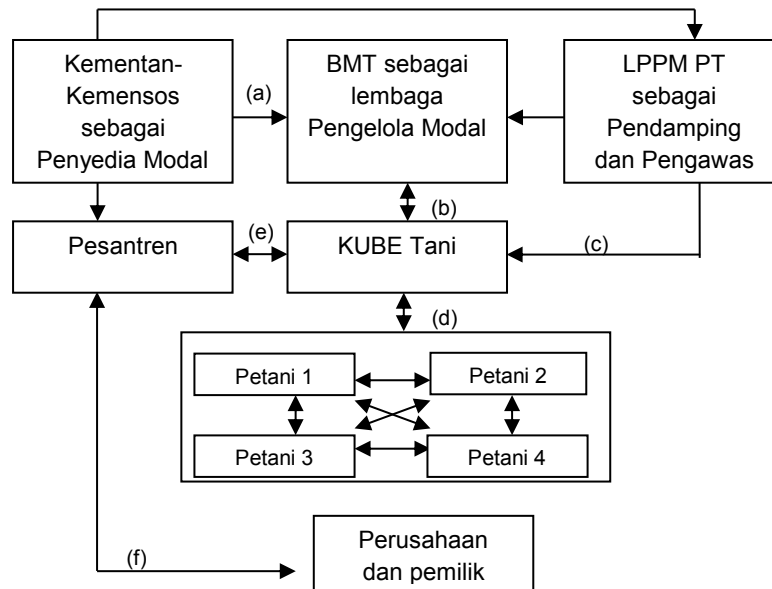 Kementan-
Kemensos
sebagai
Penyedia Modal
(a)
BMT sebagai
lembaga
Pengelola Modal
LPPM PT
sebagai
Pendamping
dan Pengawas
(b)
Pesantren
(e)
KUBE Tani
(c)
(d)
Petani 1
Petani 2
Petani 3
Petani 4
(f)
Perusahaan
dan pemilik